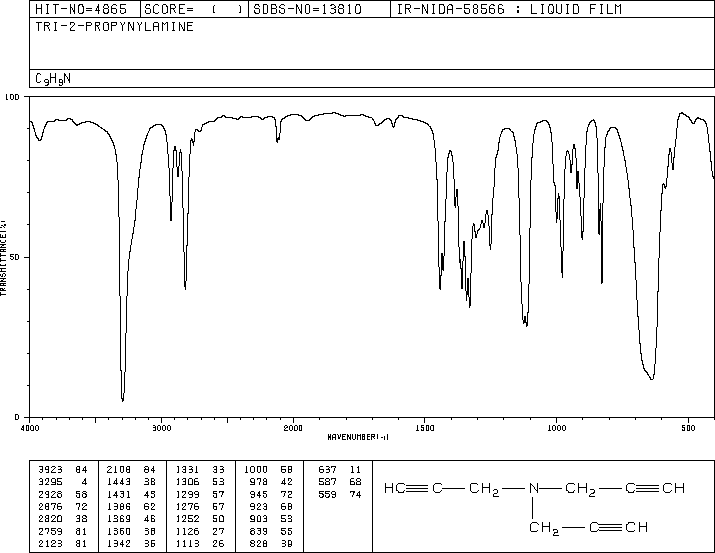 HIT-NO=4865 SCORE= ( ) SDBS-NO=13810 IR-NIDA-58566 : LIQUID FILM
TRI-2-PROPYNYLAMINE
C9H9N
100
50
0
TRANSMITTANCE(%)
4000 3000 2000 1500 1000 500
WAVENUMBER(-1)
3923 84 2108 84 1331 33 1000 58 637 11
3295 4 1443 38 1306 53 978 42 587 68
2928 58 1431 45 1299 57 945 72 559 74
2876 72 1386 62 1276 57 923 68
2820 38 1369 46 1252 50 903 53
2759 81 1360 38 1126 27 839 55
2123 81 1342 35 1113 26 828 39
HC C CH2 N CH2 C CH
CH2 C CH